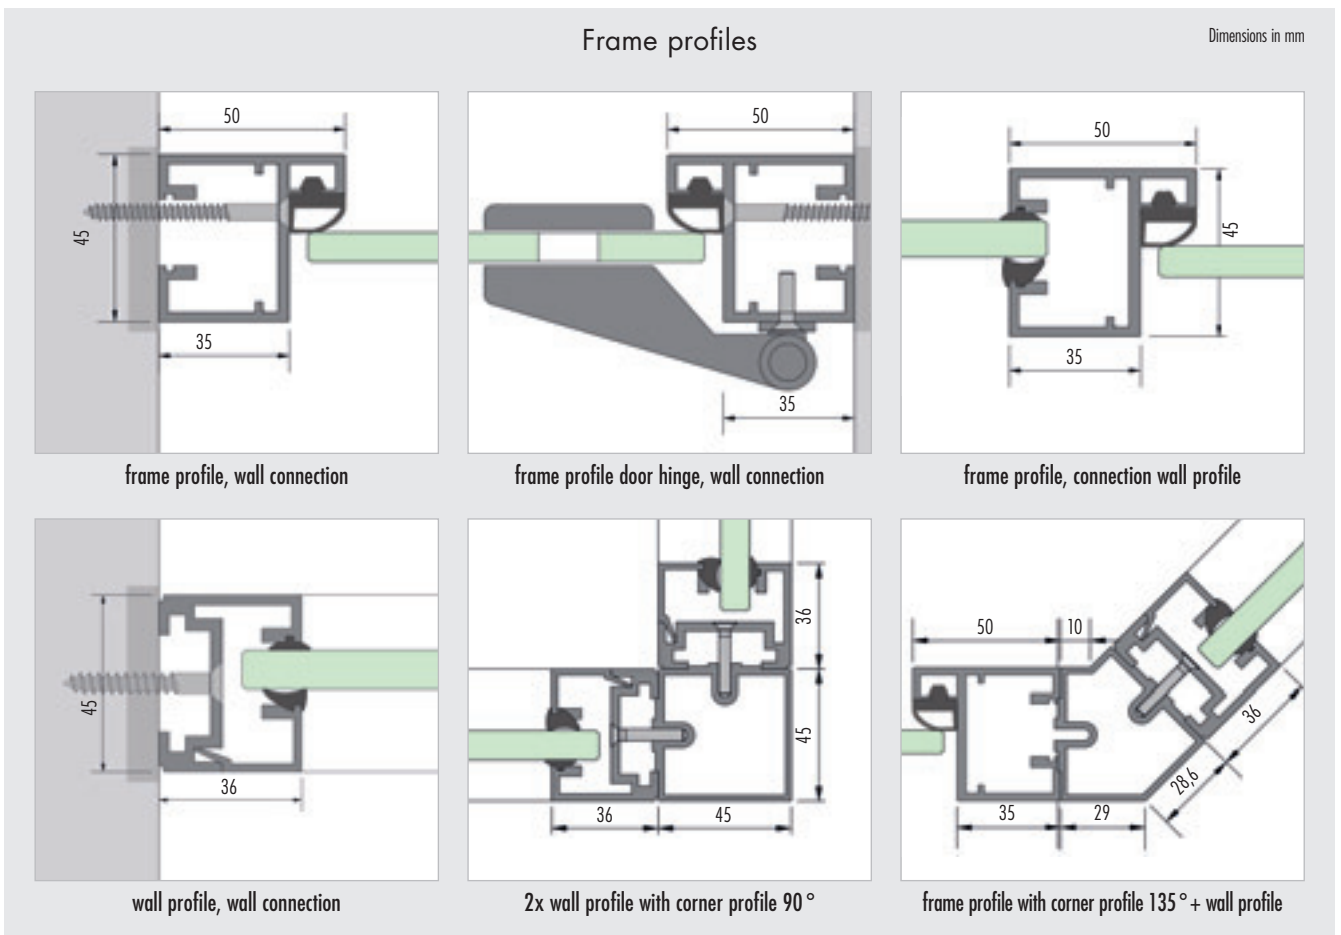 Frame profiles
Dimensions in mm
50
45
35
frame profile, wall connection
50
35
frame profile door hinge, wall connection
50
45
35
frame profile, connection wall profile
45
36
wall profile, wall connection
36
45
36
45
2x wall profile with corner profile 90°
50
10
36
28,6
35
29
frame profile with corner profile 135°+ wall profile